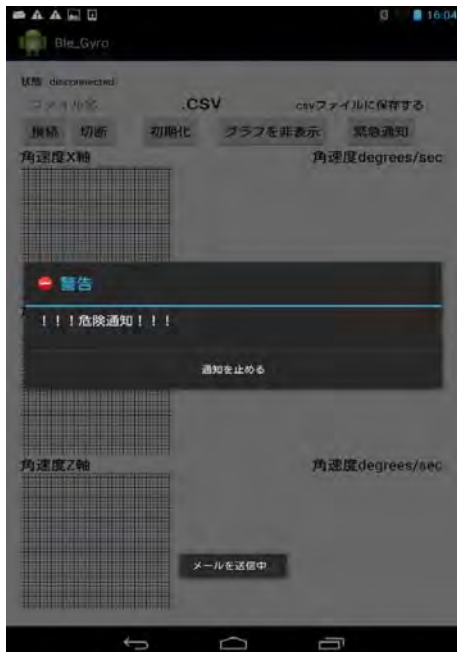 16:04
Ble_Gyro
状態 disconnected
ファイル名 .CSV csvファイルに保存する
接続 切断 初期化 グラフを非表示 緊急通知
角速度X軸 角速度degrees/sec
警告
!!!危険通知!!!
通知を止める
角速度Z軸 角速度degrees/sec
メールを送信中